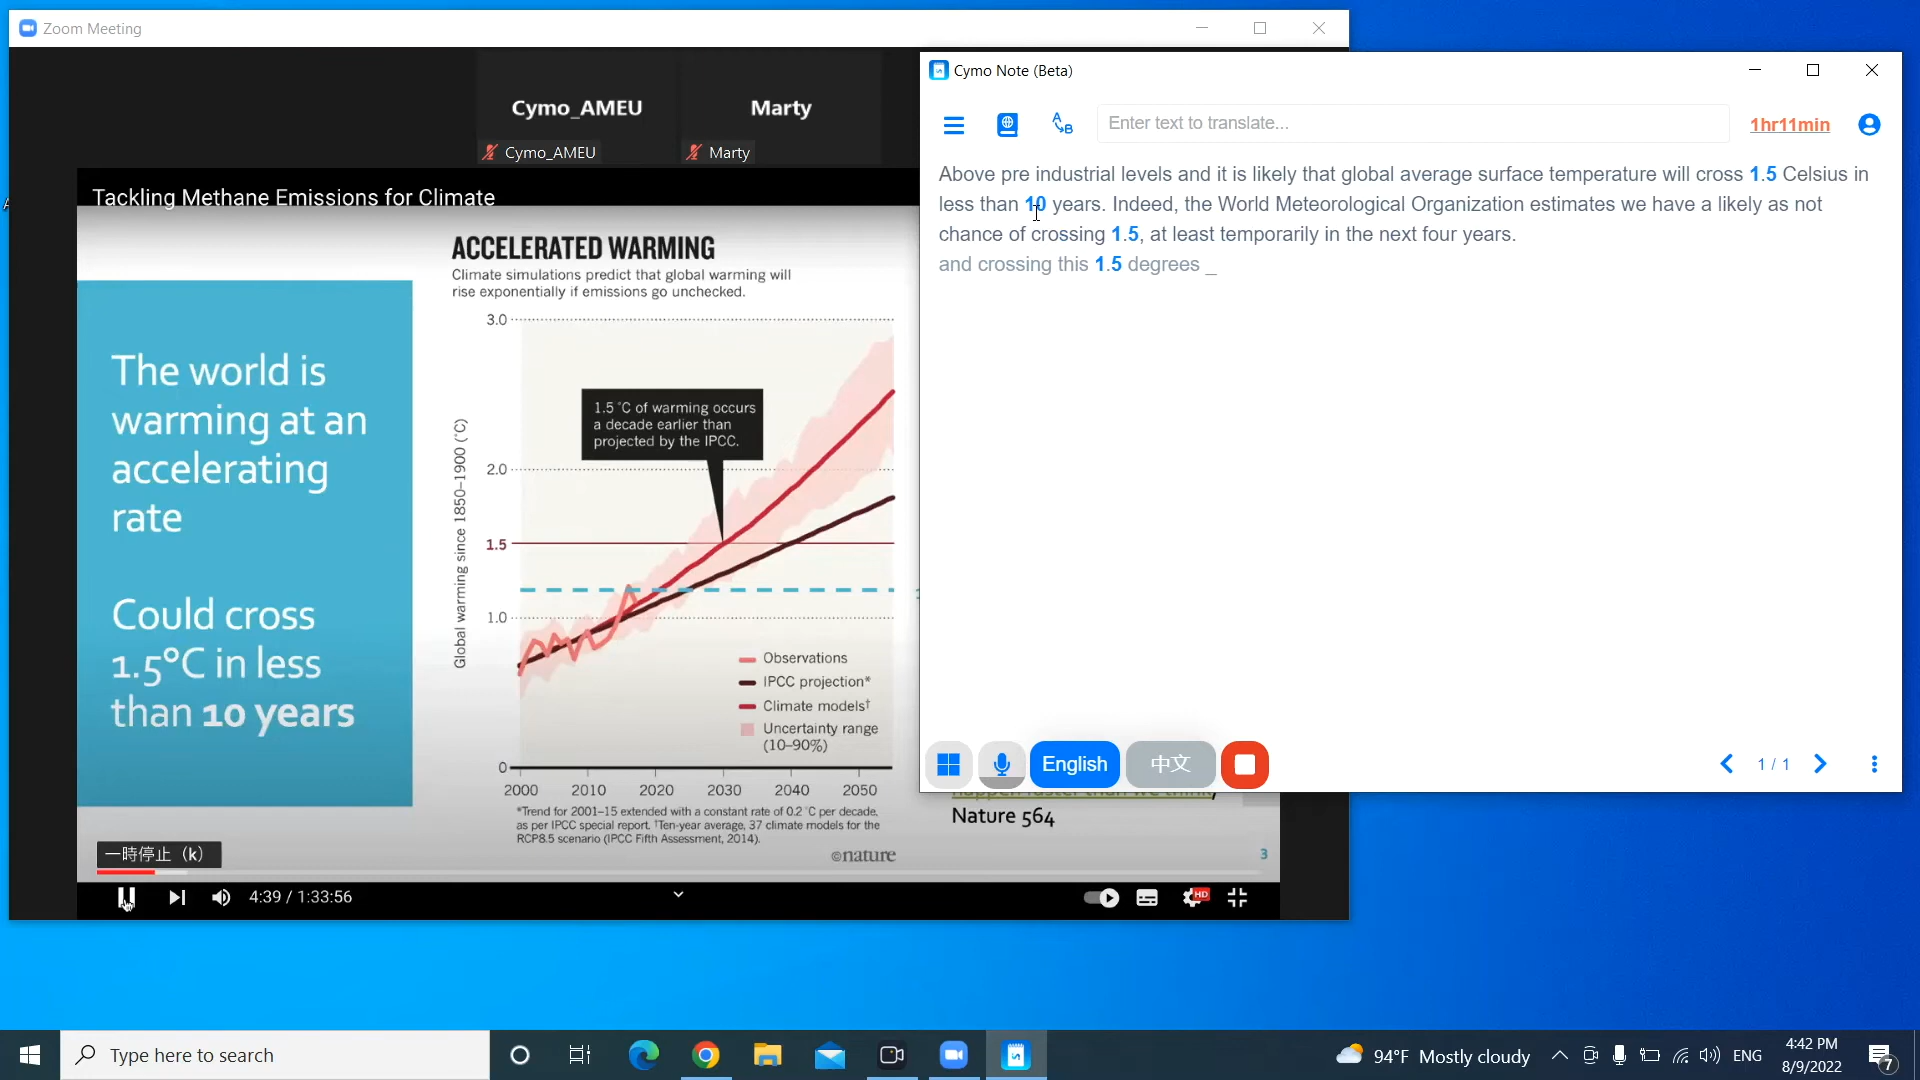 Zoom Meeting
Cymo_AMEU
Marty
Cymo_AMEU
Marty
Tackling Methane Emissions for Climate
The world is
warming at an
accelerating
rate
Could cross
1.5°C in less
than 10 years
ACCELERATED WARMING
Climate simulations predict that global warming will
rise exponentially if emissions go unchecked.
Global warming since 1850–1900 (°C)
3.0
2.0
1.5
1.0
0
1.5 °C of warming occurs
a decade earlier than
projected by the IPCC.
Observations
IPCC projection*
Climate models†
Uncertainty range
(10–90%)
2000 2010 2020 2030 2040 2050
*Trend for 2001–15 extended with a constant rate of 0.2 °C per decade,
as per IPCC special report. †Ten-year average, 37 climate models for the
RCP8.5 scenario (IPCC Fifth Assessment, 2014).
©nature
Nature 564
3
一時停止 (k)
4:39 / 1:33:56
HD
Cymo Note (Beta)
Enter text to translate...
1hr11min
Above pre industrial levels and it is likely that global average surface temperature will cross 1.5 Celsius in
less than 10 years. Indeed, the World Meteorological Organization estimates we have a likely as not
chance of crossing 1.5, at least temporarily in the next four years.
and crossing this 1.5 degrees _
English
中文
1 / 1
Type here to search
94°F Mostly cloudy
ENG
4:42 PM
8/9/2022
7